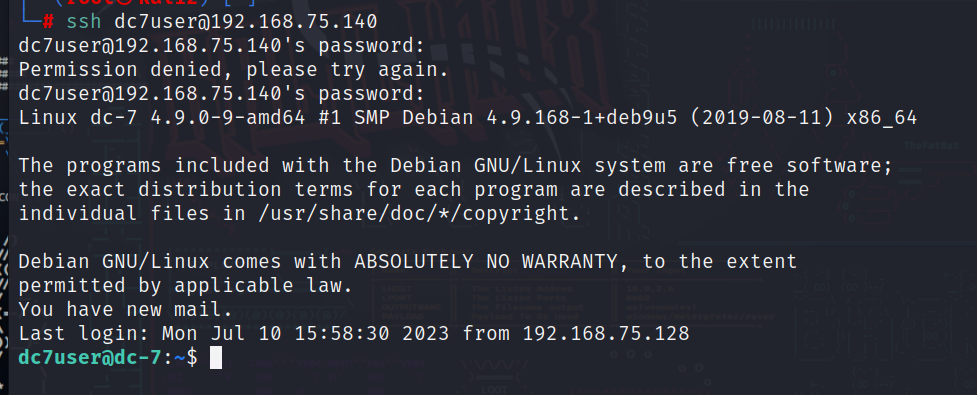 # ssh dc7user@192.168.75.140
dc7user@192.168.75.140's password:
Permission denied, please try again.
dc7user@192.168.75.140's password:
Linux dc-7 4.9.0-9-amd64 #1 SMP Debian 4.9.168-1+deb9u5 (2019-08-11) x86_64
The programs included with the Debian GNU/Linux system are free software;
the exact distribution terms for each program are described in the
individual files in /usr/share/doc/*/copyright.
Debian GNU/Linux comes with ABSOLUTELY NO WARRANTY, to the extent
permitted by applicable law.
You have new mail.
Last login: Mon Jul 10 15:58:30 2023 from 192.168.75.128
dc7user@dc-7:~$